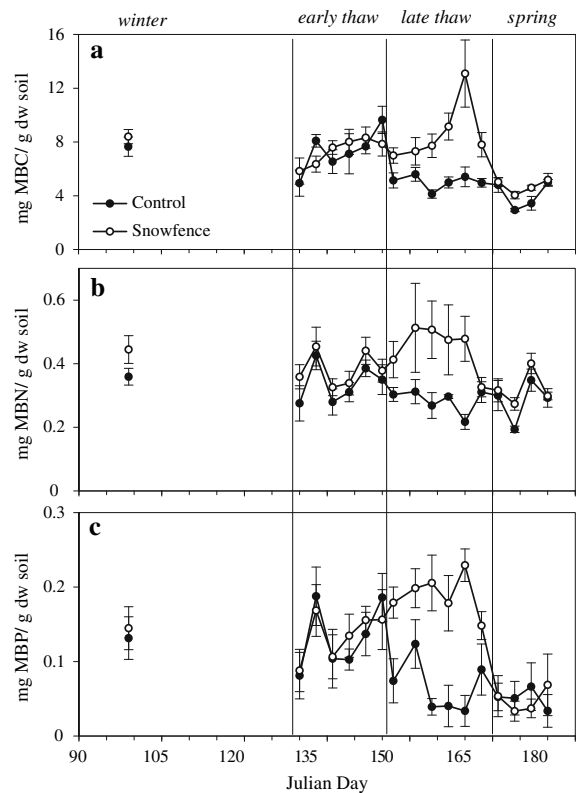 winter early thaw late thaw spring
a
16
12
8
4
0
mg MBC/ g dw soil
Control
Snowfence
b
0.6
0.4
0.2
0
mg MBN/ g dw soil
c
0.3
0.2
0.1
0
mg MBP/ g dw soil
90 105 120 135 150 165 180
Julian Day